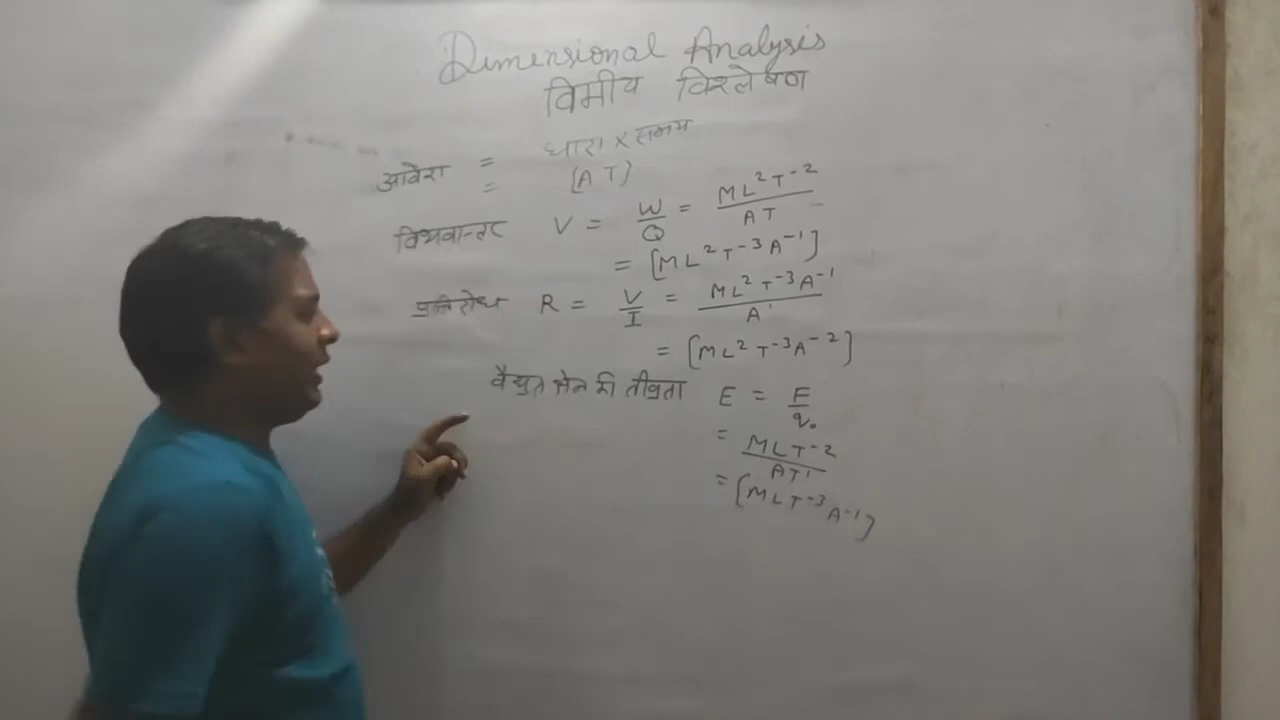 Dimensional Analysis
विमीय विश्लेषण
आवेश = धारा × समय
= [A T]
विभवान्तर V = W/Q = ML²T⁻²/AT
= [ML²T⁻³A⁻¹]
प्रतिरोध R = V/I = ML²T⁻³A⁻¹/A¹
= [ML²T⁻³A⁻²]
वैद्युत क्षेत्र की तीव्रता E = F/q₀
= MLT⁻²/AT¹
= [MLT⁻³A⁻¹]